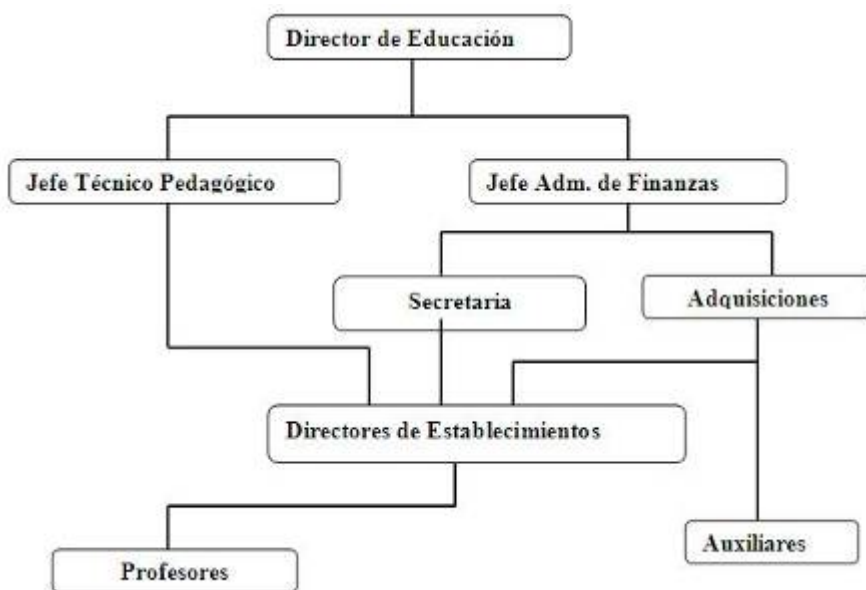 Director de Educación
Jefe Técnico Pedagógico
Jefe Adm. de Finanzas
Secretaria
Adquisiciones
Directores de Establecimientos
Auxiliares
Profesores